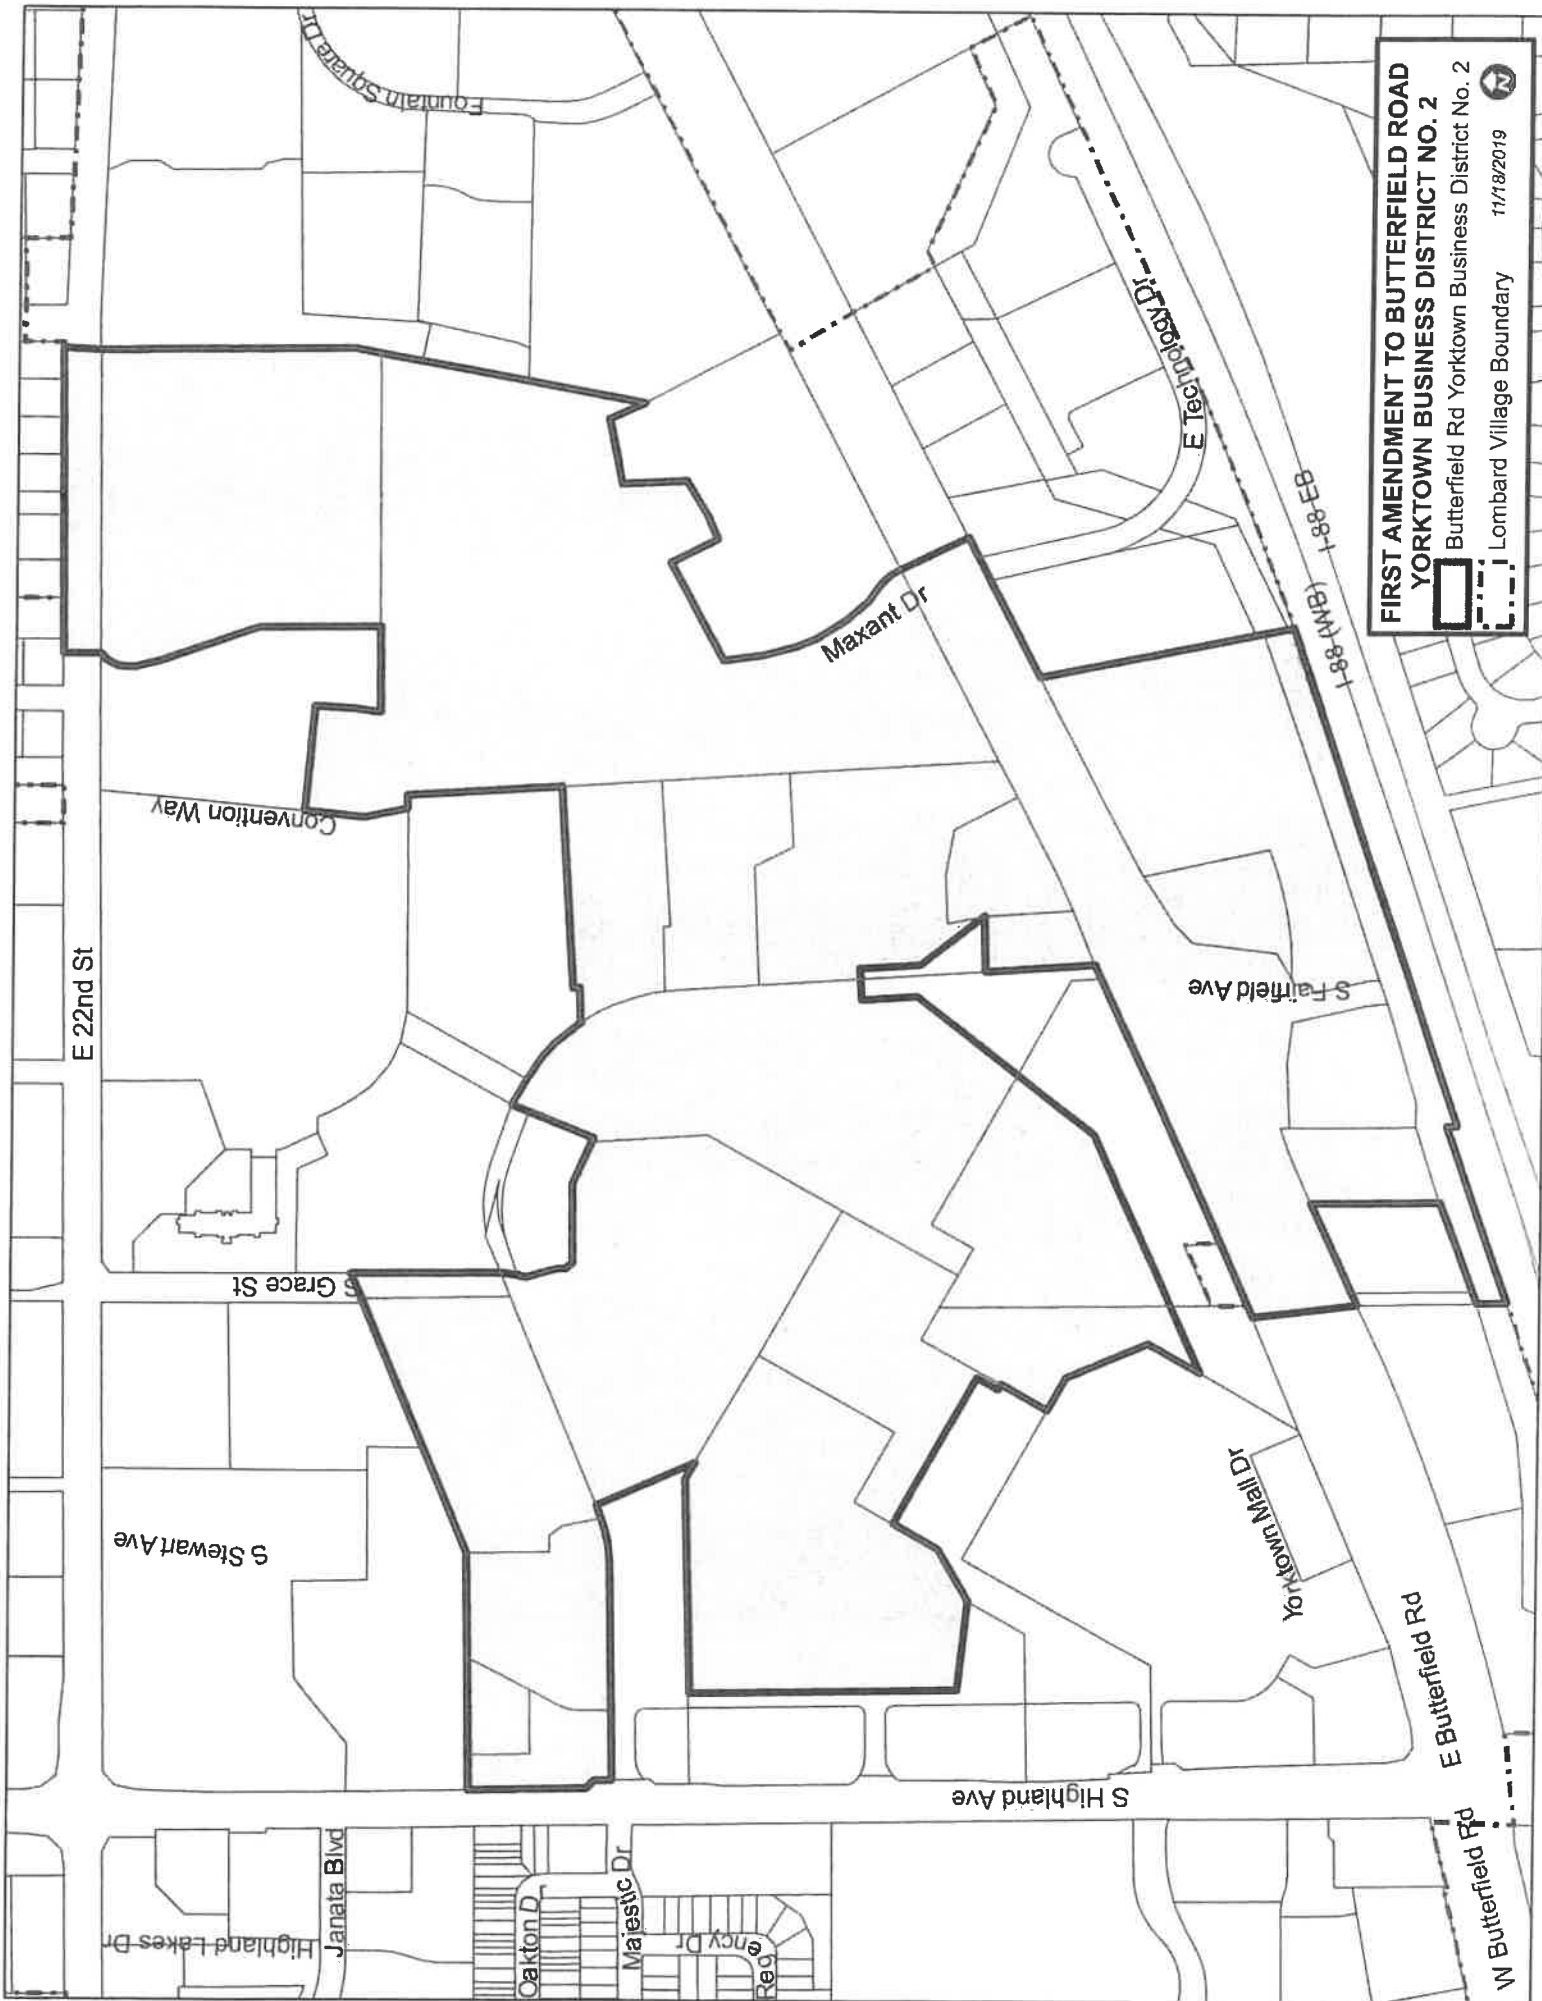 FIRST AMENDMENT TO BUTTERFIELD ROAD
YORKTOWN BUSINESS DISTRICT NO. 2
Butterfield Rd Yorktown Business District No. 2
Lombard Village Boundary
11/18/2019
N
Highland Lakes Dr
Janata Blvd
Oakton D
Majestic Dr
Regency Dr
S Highland Ave
W Butterfield Rd
E Butterfield Rd
Yorktown Mall Dr
S Stewart Ave
S Grace St
E 22nd St
Convention Way
S Fairfield Ave
Maxant Dr
I-88 (WB)
I-88 EB
E Technology Dr
Fountain Square Dr